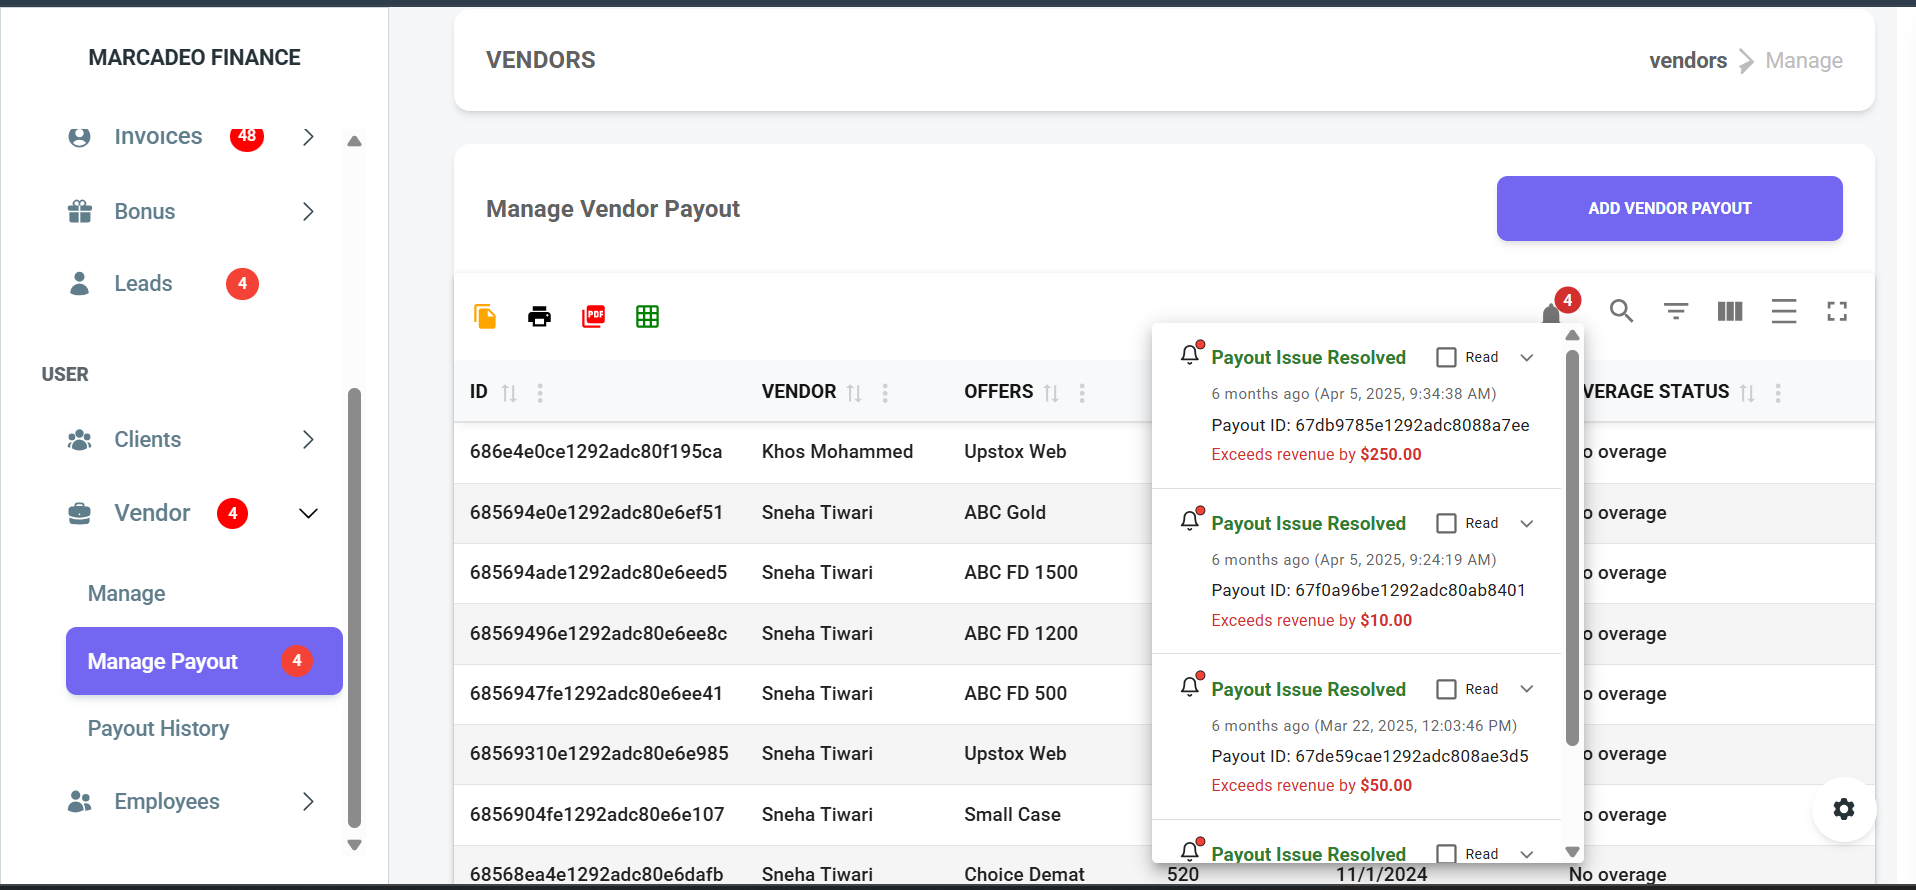 MARCADEO FINANCE
Invoices 48
Bonus
Leads 4
USER
Clients
Vendor 4
Manage
Manage Payout 4
Payout History
Employees
VENDORS
vendors Manage
Manage Vendor Payout
ADD VENDOR PAYOUT
PDF
4
ID VENDOR OFFERS VERAGE STATUS
686e4e0ce1292adc80f195ca Khos Mohammed Upstox Web o overage
685694e0e1292adc80e6ef51 Sneha Tiwari ABC Gold o overage
685694ade1292adc80e6eed5 Sneha Tiwari ABC FD 1500 o overage
68569496e1292adc80e6ee8c Sneha Tiwari ABC FD 1200 o overage
6856947fe1292adc80e6ee41 Sneha Tiwari ABC FD 500 o overage
68569310e1292adc80e6e985 Sneha Tiwari Upstox Web o overage
6856904fe1292adc80e6e107 Sneha Tiwari Small Case o overage
68568ea4e1292adc80e6dafb Sneha Tiwari Choice Demat 520 11/1/2024 No overage
Payout Issue Resolved Read
6 months ago (Apr 5, 2025, 9:34:38 AM)
Payout ID: 67db9785e1292adc8088a7ee
Exceeds revenue by $250.00
Payout Issue Resolved Read
6 months ago (Apr 5, 2025, 9:24:19 AM)
Payout ID: 67f0a96be1292adc80ab8401
Exceeds revenue by $10.00
Payout Issue Resolved Read
6 months ago (Mar 22, 2025, 12:03:46 PM)
Payout ID: 67de59cae1292adc808ae3d5
Exceeds revenue by $50.00
Payout Issue Resolved Read